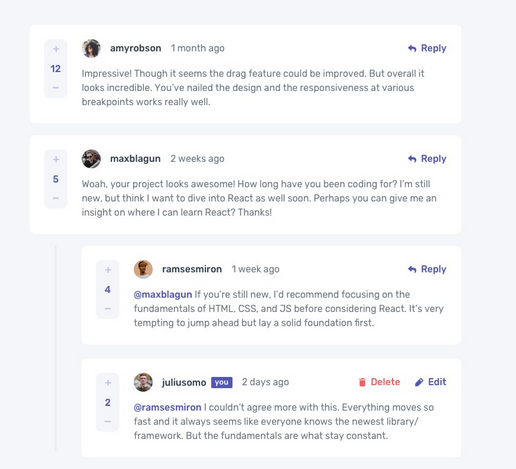 +
amyrobson 1 month ago Reply
12
Impressive! Though it seems the drag feature could be improved. But overall it
looks incredible. You've nailed the design and the responsiveness at various
breakpoints works really well.
−
+
maxblagun 2 weeks ago Reply
5
Woah, your project looks awesome! How long have you been coding for? I'm still
new, but think I want to dive into React as well soon. Perhaps you can give me an
insight on where I can learn React? Thanks!
−
+
ramsesmiron 1 week ago Reply
4
@maxblagun If you're still new, I'd recommend focusing on the
fundamentals of HTML, CSS, and JS before considering React. It's very
tempting to jump ahead but lay a solid foundation first.
−
+
juliusomo you 2 days ago Delete Edit
2
@ramsesmiron I couldn't agree more with this. Everything moves so
fast and it always seems like everyone knows the newest library/
framework. But the fundamentals are what stay constant.
−